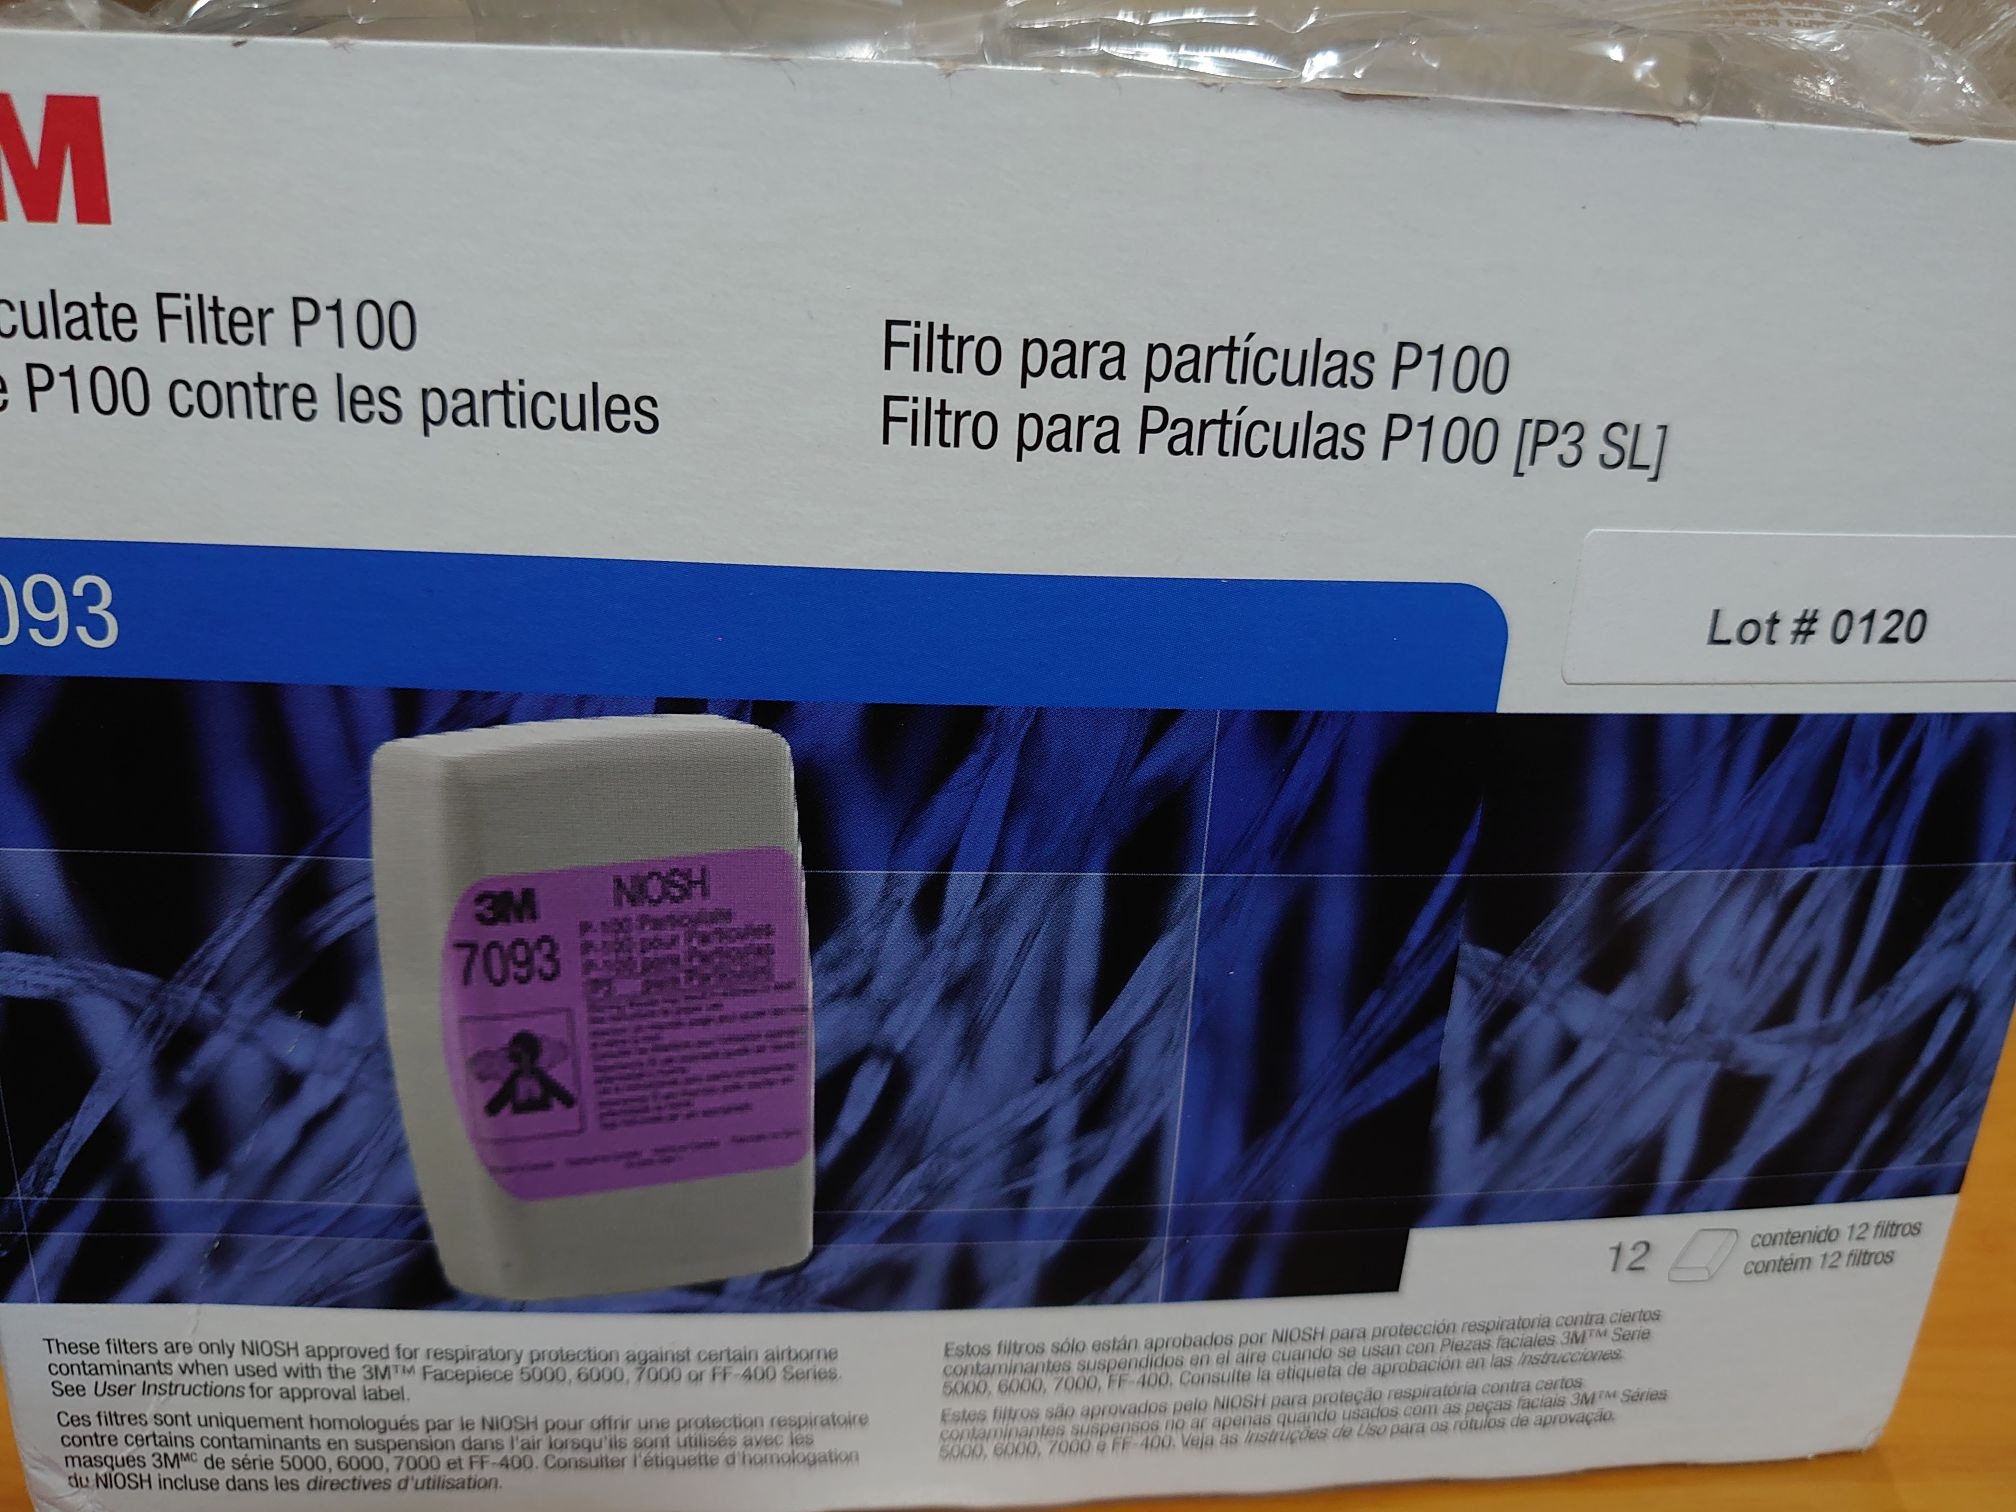 M
culate Filter P100
e P100 contre les particules
Filtro para partículas P100
Filtro para Partículas P100 [P3 SL]
093
Lot # 0120
3M NIOSH
7093
P-100 Particulate
12
contenido 12 filtros
contém 12 filtros
These filters are only NIOSH approved for respiratory protection against certain airborne
contaminants when used with the 3M™ Facepiece 5000, 6000, 7000 or FF-400 Series.
See User Instructions for approval label.
Ces filtres sont uniquement homologués par le NIOSH pour offrir une protection respiratoire
contre certains contaminants en suspension dans l'air lorsqu'ils sont utilisés avec les
masques 3Mᴹᶜ de série 5000, 6000, 7000 et FF-400. Consulter l'étiquette d'homologation
du NIOSH incluse dans les directives d'utilisation.
Estos filtros sólo están aprobados por NIOSH para protección respiratoria contra ciertos
contaminantes suspendidos en el aire cuando se usan con Piezas faciales 3M™ Serie
5000, 6000, 7000, FF-400. Consulte la etiqueta de aprobación en las Instrucciones.
Estes filtros são aprovados pelo NIOSH para proteção respiratória contra certos
contaminantes suspensos no ar apenas quando usados com as peças faciais 3M™ Séries
5000, 6000, 7000 e FF-400. Veja as Instruções de Uso para os rótulos de aprovação.